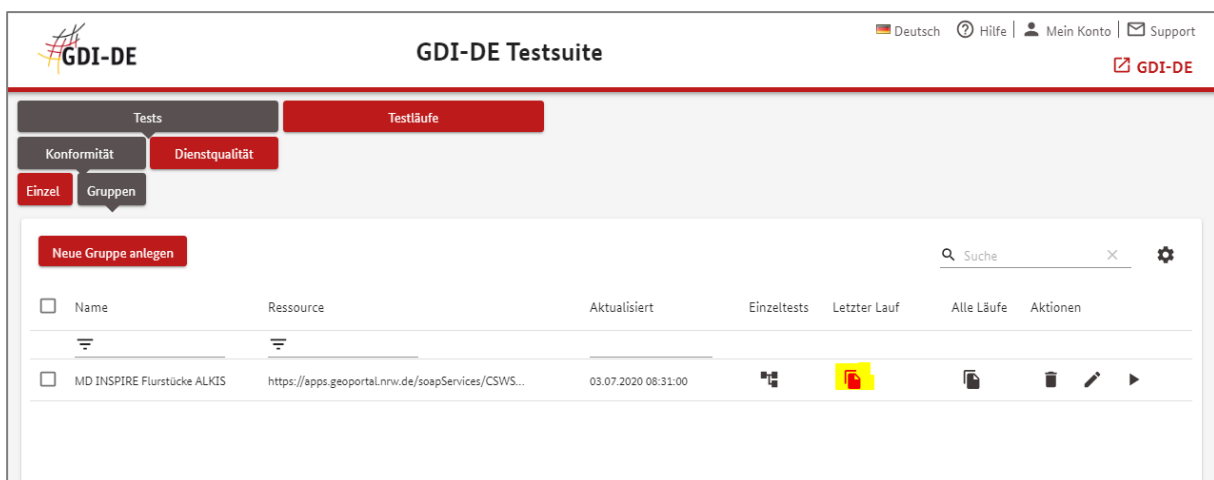 GDI-DE
GDI-DE Testsuite
Deutsch Hilfe Mein Konto Support
GDI-DE
Tests Testläufe
Konformität Dienstqualität
Einzel Gruppen
Neue Gruppe anlegen
Suche
Name Ressource Aktualisiert Einzeltests Letzter Lauf Alle Läufe Aktionen
MD INSPIRE Flurstücke ALKIS https://apps.geoportal.nrw.de/soapServices/CSWS... 03.07.2020 08:31:00